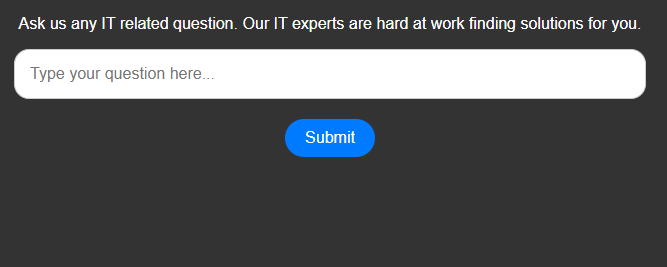 Ask us any IT related question. Our IT experts are hard at work finding solutions for you.
Type your question here...
Submit